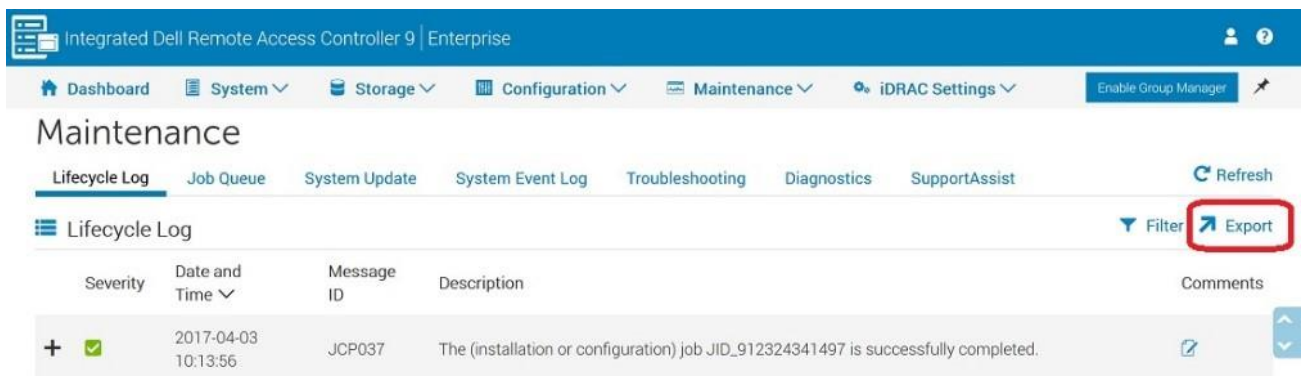 Integrated Dell Remote Access Controller 9 | Enterprise
Dashboard System Storage Configuration Maintenance iDRAC Settings Enable Group Manager
Maintenance
Lifecycle Log Job Queue System Update System Event Log Troubleshooting Diagnostics SupportAssist Refresh
Lifecycle Log Filter Export
Severity Date and Time Message ID Description Comments
2017-04-03 10:13:56 JCP037 The (installation or configuration) job JID_912324341497 is successfully completed.